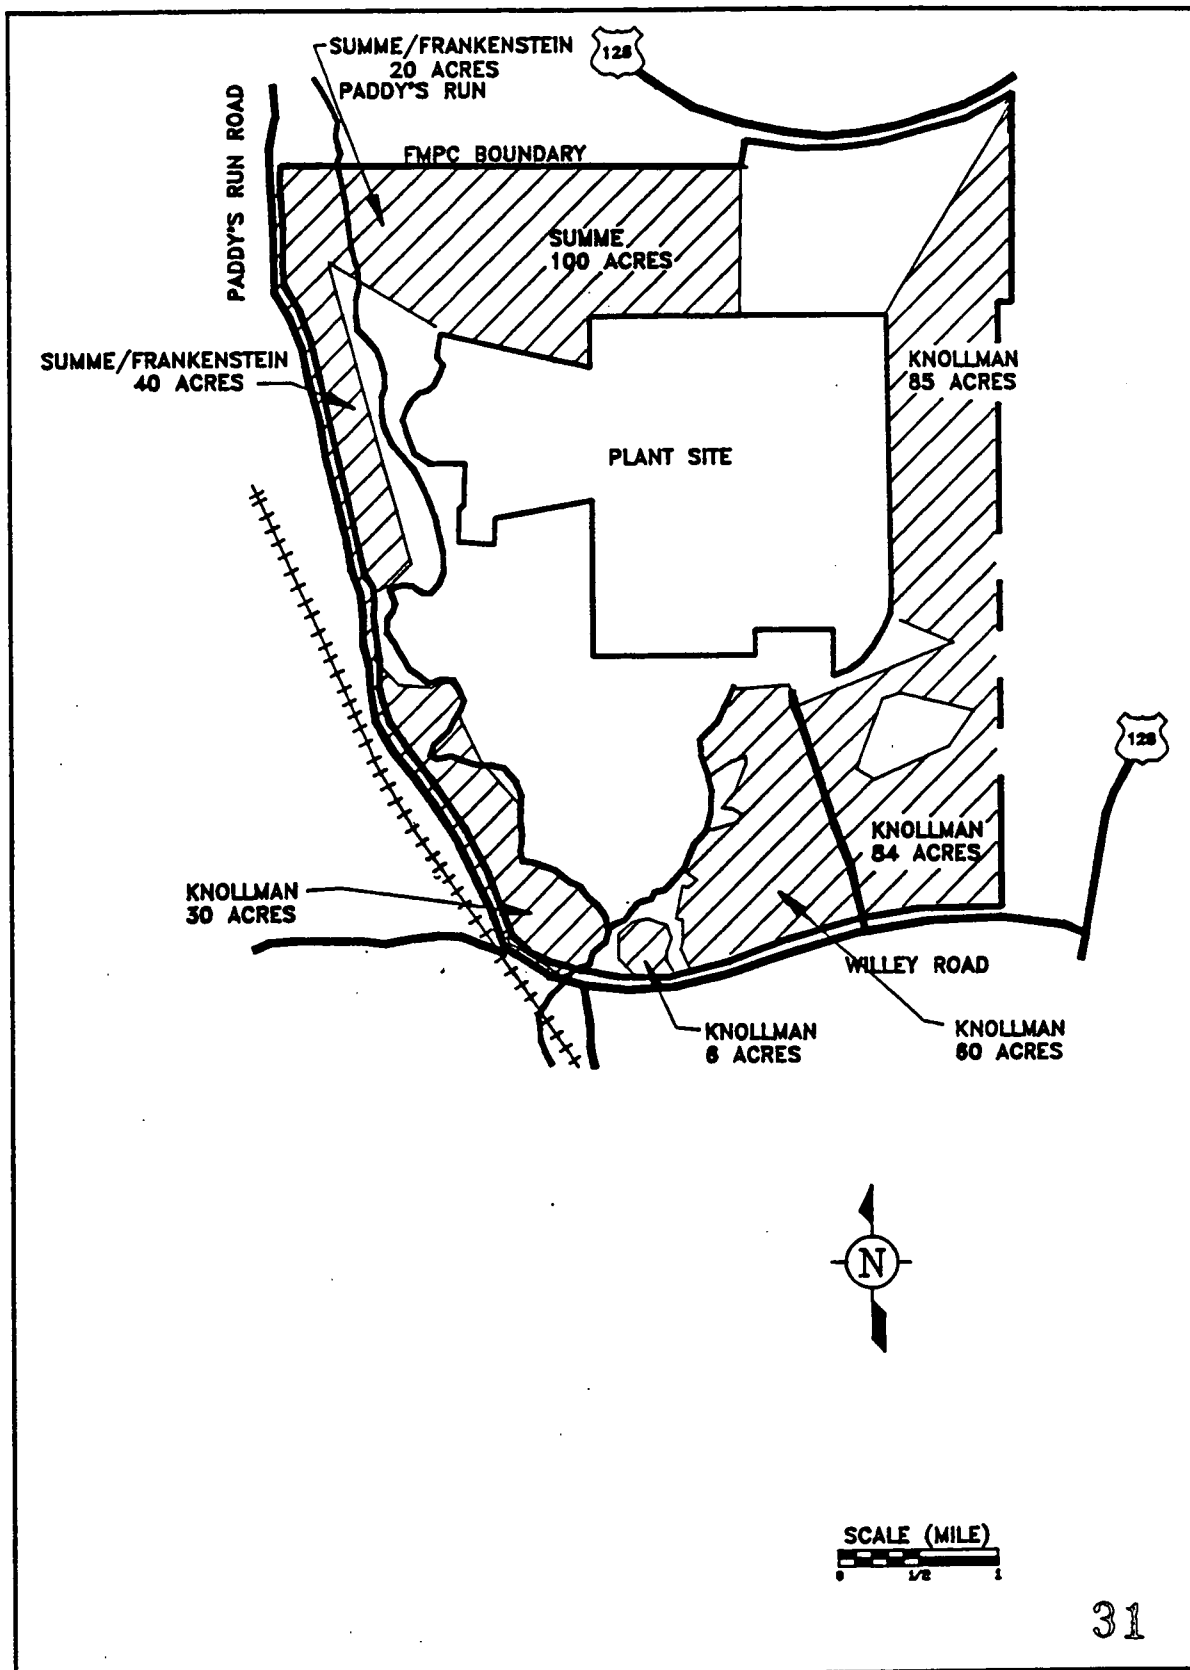 SUMME/FRANKENSTEIN
20 ACRES
PADDY'S RUN
128
PADDY'S RUN ROAD
FMPC BOUNDARY
SUMME
100 ACRES
SUMME/FRANKENSTEIN
40 ACRES
KNOLLMAN
85 ACRES
PLANT SITE
128
KNOLLMAN
84 ACRES
KNOLLMAN
30 ACRES
WILLEY ROAD
KNOLLMAN
6 ACRES
KNOLLMAN
60 ACRES
N
SCALE (MILE)
0 1/2 1
31